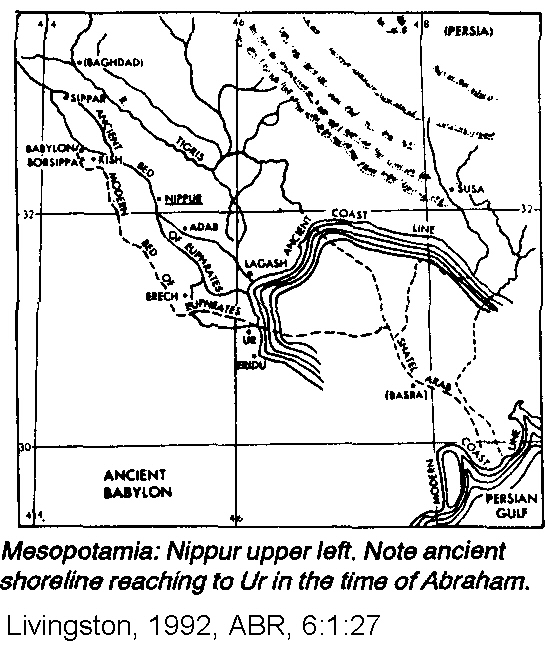 44 46 48
(PERSIA)
(BAGHDAD)
SIPPAR
ANCIENT BED OF EUPHRATES
R TIGRIS
BABYLON
BORSIPPA
KISH
MODERN BED OF EUPHRATES
NIPPUR
SUSA
32 32
ADAB
ANCIENT COAST LINE
LAGASH
ERECH
UR
ERIDU
SHATEL ARAB
(BASRA)
30
MODERN COAST LINE
ANCIENT
BABYLON
PERSIAN
GULF
44 46
Mesopotamia: Nippur upper left. Note ancient
shoreline reaching to Ur in the time of Abraham.
Livingston, 1992, ABR, 6:1:27